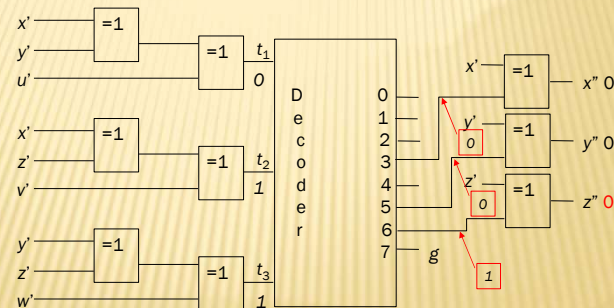 x’
=1
y’
=1
t1
u’
0
x’
=1
z’
=1
t2
v’
1
y’
=1
z’
=1
t3
w’
1
Decoder
0
1
2
3
4
5
6
7
g
x’
=1
x” 0
y’
0
=1
y” 0
z’
0
=1
z” 0
1